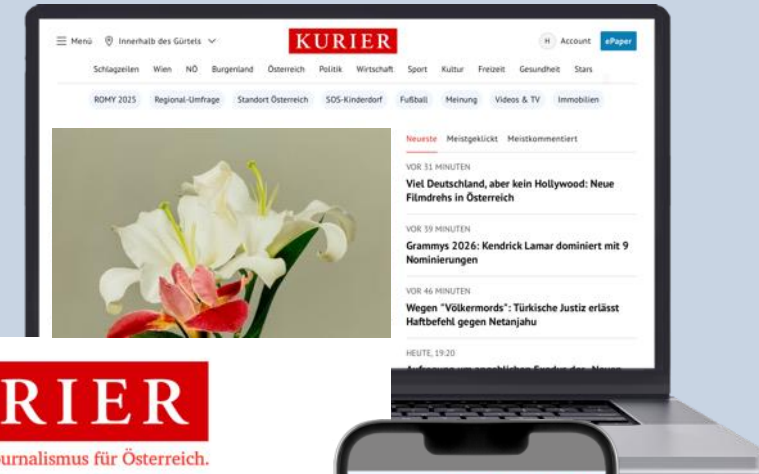 Menü Innerhalb des Gürtels KURIER H Account ePaper
Schlagzeilen Wien NÖ Burgenland Österreich Politik Wirtschaft Sport Kultur Freizeit Gesundheit Stars
ROMY 2025 Regional-Umfrage Standort Österreich SOS-Kinderdorf Fußball Meinung Videos & TV Immobilien
Neueste Meistgeklickt Meistkommentiert
VOR 31 MINUTEN
Viel Deutschland, aber kein Hollywood: Neue
Filmdrehs in Österreich
VOR 39 MINUTEN
Grammys 2026: Kendrick Lamar dominiert mit 9
Nominierungen
VOR 46 MINUTEN
Wegen "Völkermords": Türkische Justiz erlässt
Haftbefehl gegen Netanjahu
HEUTE, 19:20
RIER
urnalismus für Österreich.